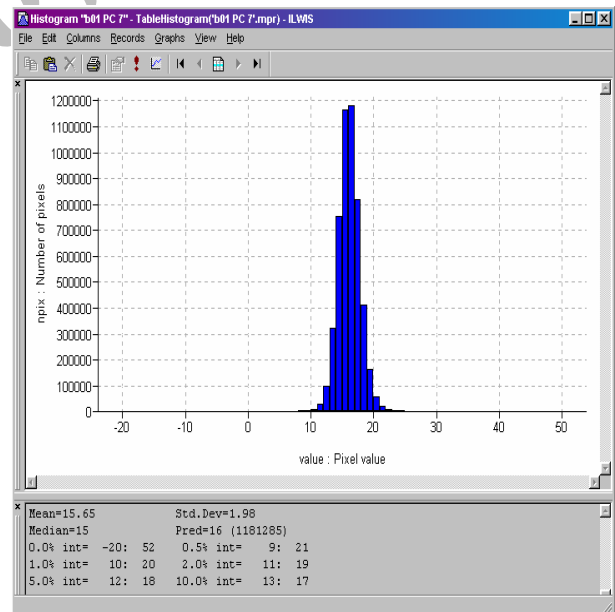 Histogram "b01 PC 7" - TableHistogram('b01 PC 7'.mpr) - ILWIS
File Edit Columns Records Graphs View Help
1200000
1100000
1000000
900000
800000
700000
600000
500000
400000
300000
200000
100000
0
npix : Number of pixels
-20 -10 0 10 20 30 40 50
value : Pixel value
Mean=15.65 Std.Dev=1.98
Median=15 Pred=16 (1181285)
0.0% int= -20: 52 0.5% int= 9: 21
1.0% int= 10: 20 2.0% int= 11: 19
5.0% int= 12: 18 10.0% int= 13: 17